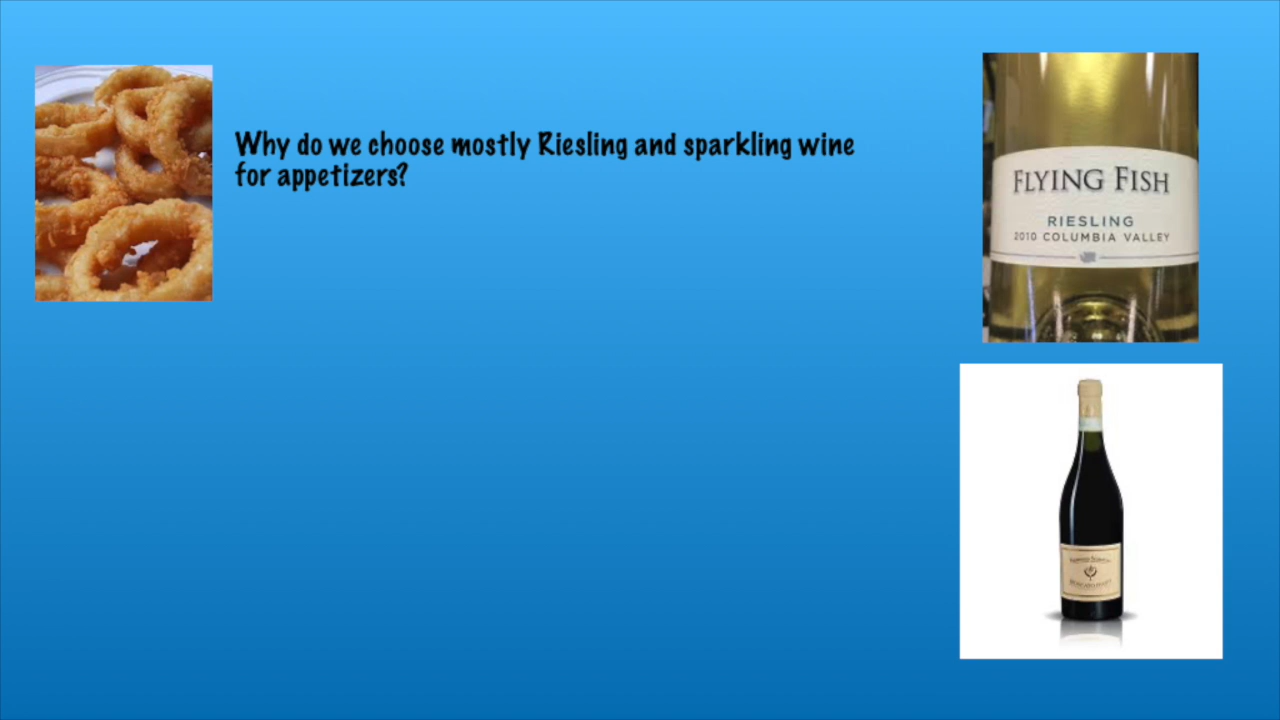 Why do we choose mostly Riesling and sparkling wine
for appetizers?
FLYING FISH
RIESLING
2010 COLUMBIA VALLEY